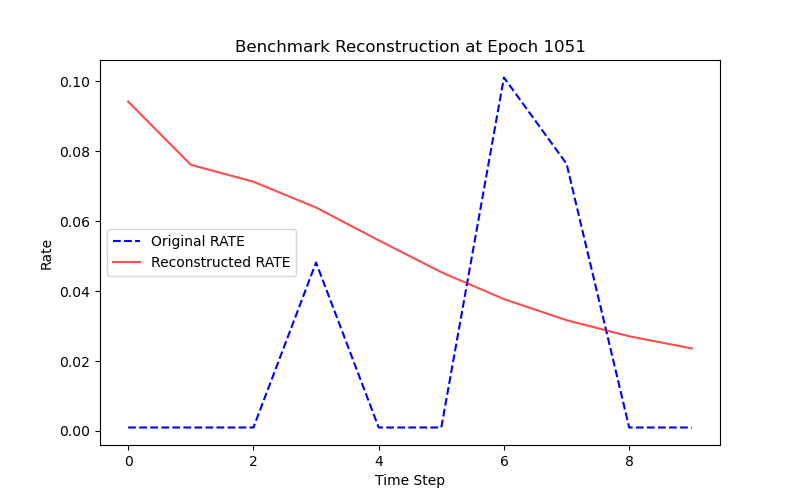 Benchmark Reconstruction at Epoch 1051
Rate
0.10
0.08
0.06
0.04
0.02
0.00
Original RATE
Reconstructed RATE
0 2 4 6 8
Time Step